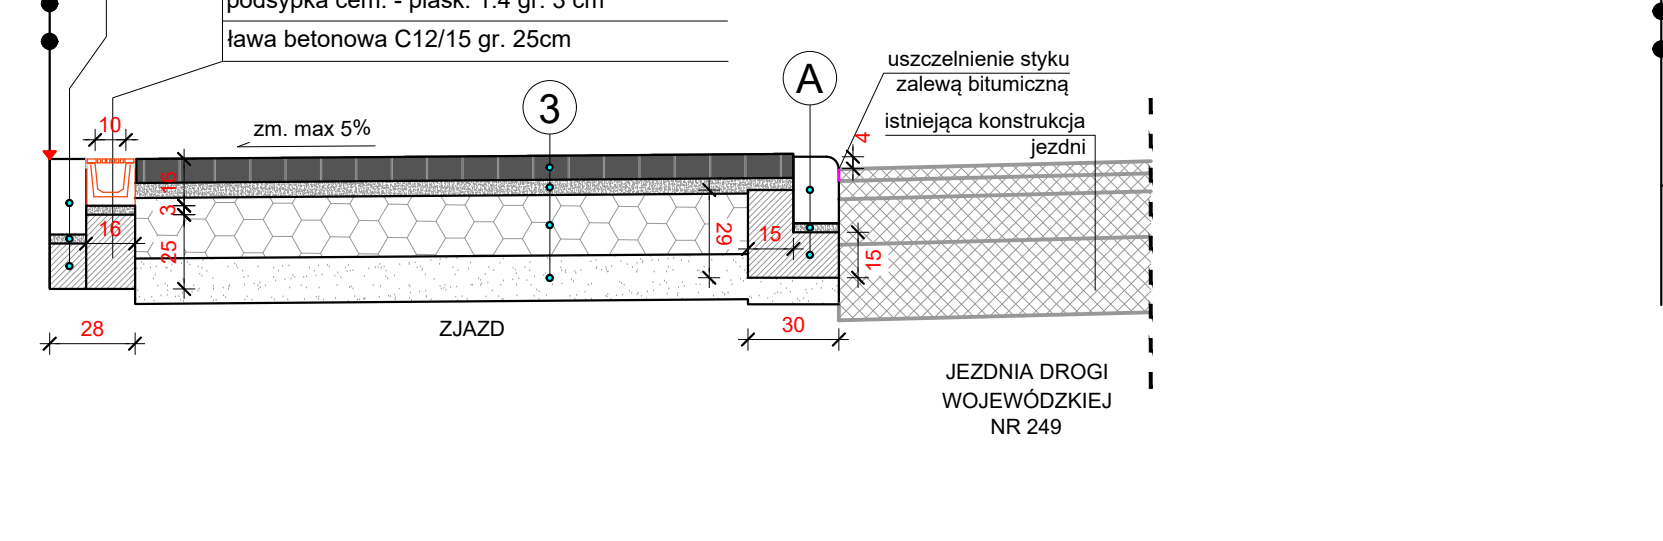 podsypka cem. - piask. 1:4 gr. 3 cm
ława betonowa C12/15 gr. 25cm
uszczelnienie styku
zalewą bitumiczną
istniejąca konstrukcja
jezdni
A
3
zm. max 5%
10
4
16
3
16
25
29
15
15
28
ZJAZD
30
JEZDNIA DROGI
WOJEWÓDZKIEJ
NR 249